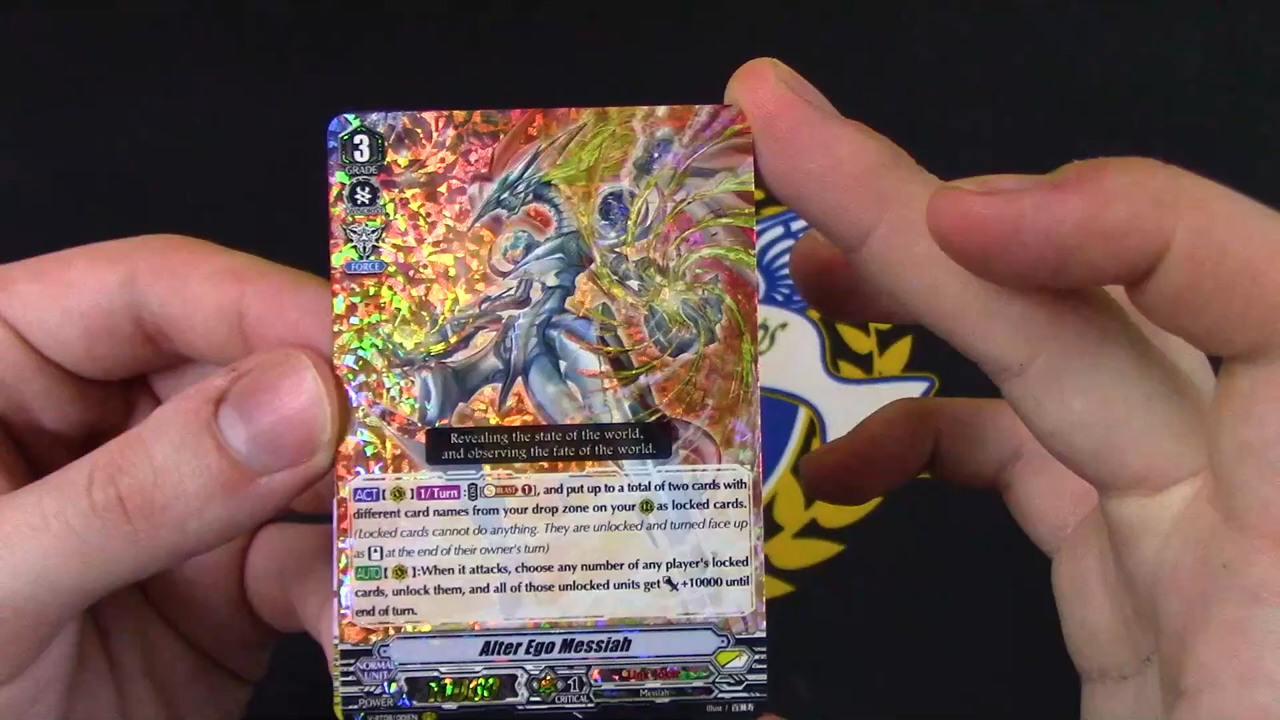 3
GRADE
FORCE
Revealing the state of the world,
and observing the fate of the world.
ACT [ ] 1/Turn : [ S BLAST 1], and put up to a total of two cards with
different card names from your drop zone on your as locked cards.
(Locked cards cannot do anything. They are unlocked and turned face up
as at the end of their owner's turn)
AUTO [ ]:When it attacks, choose any number of any player's locked
cards, unlock them, and all of those unlocked units get +10000 until
end of turn.
Alter Ego Messiah
NORMAL
UNIT
POWER
1
CRITICAL
Link Joker
Messiah
Illust /